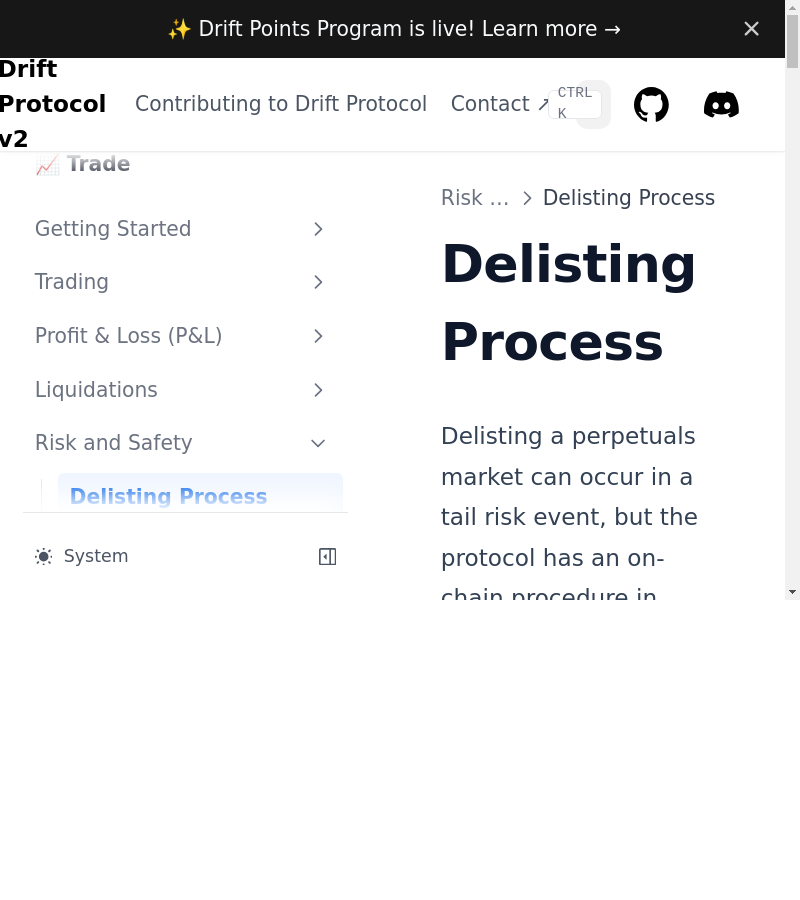 ✨ Drift Points Program is live! Learn more →
Drift
Protocol
v2
Contributing to Drift Protocol
Contact ↗
CTRL
K
📈 Trade
Getting Started
Trading
Profit & Loss (P&L)
Liquidations
Risk and Safety
Delisting Process
System
Risk ... > Delisting Process
Delisting
Process
Delisting a perpetuals
market can occur in a
tail risk event, but the
protocol has an on-
chain procedure in